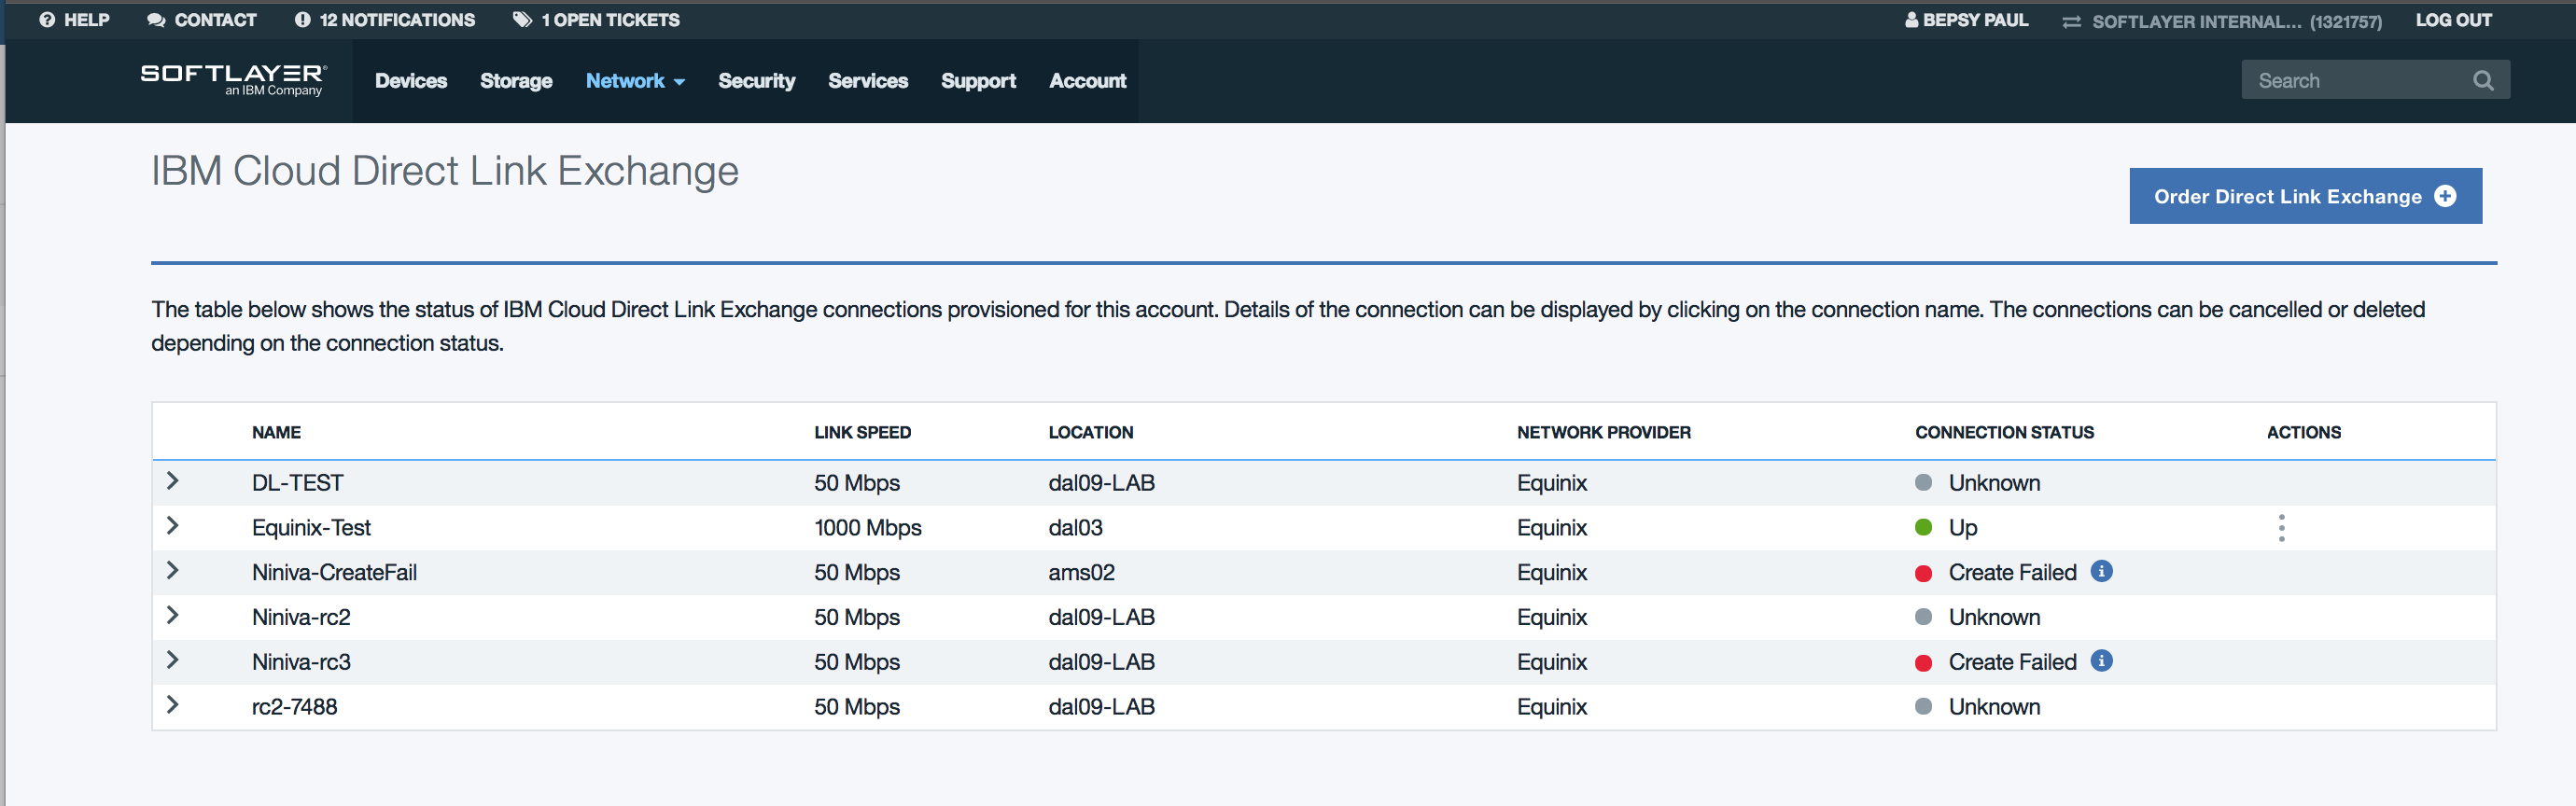 HELP CONTACT 12 NOTIFICATIONS 1 OPEN TICKETS BEPSY PAUL SOFTLAYER INTERNAL... (1321757) LOG OUT
SOFTLAYER®
an IBM Company
Devices Storage Network Security Services Support Account Search
IBM Cloud Direct Link Exchange
Order Direct Link Exchange
The table below shows the status of IBM Cloud Direct Link Exchange connections provisioned for this account. Details of the connection can be displayed by clicking on the connection name. The connections can be cancelled or deleted
depending on the connection status.
NAME LINK SPEED LOCATION NETWORK PROVIDER CONNECTION STATUS ACTIONS
DL-TEST 50 Mbps dal09-LAB Equinix Unknown
Equinix-Test 1000 Mbps dal03 Equinix Up
Niniva-CreateFail 50 Mbps ams02 Equinix Create Failed
Niniva-rc2 50 Mbps dal09-LAB Equinix Unknown
Niniva-rc3 50 Mbps dal09-LAB Equinix Create Failed
rc2-7488 50 Mbps dal09-LAB Equinix Unknown